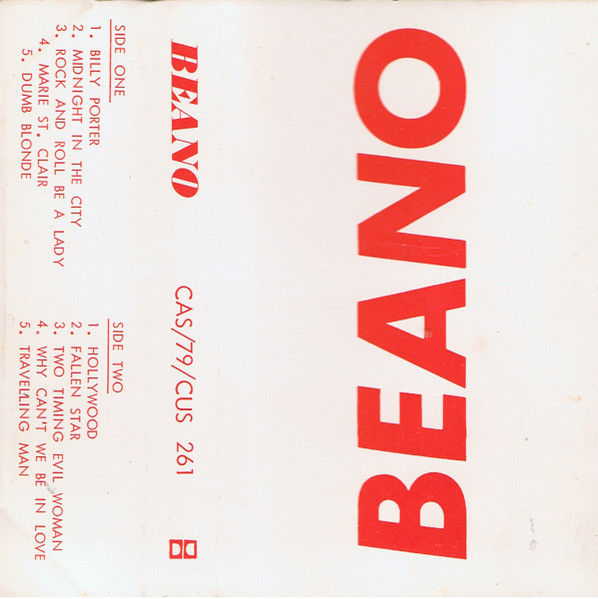 BEANO
BEANO
CAS/79/CUS 261
SIDE ONE
1. BILLY PORTER
2. MIDNIGHT IN THE CITY
3. ROCK AND ROLL BE A LADY
4. MARIE ST. CLAIR
5. DUMB BLONDE
SIDE TWO
1. HOLLYWOOD
2. FALLEN STAR
3. TWO TIMING EVIL WOMAN
4. WHY CAN'T WE BE IN LOVE
5. TRAVELLING MAN